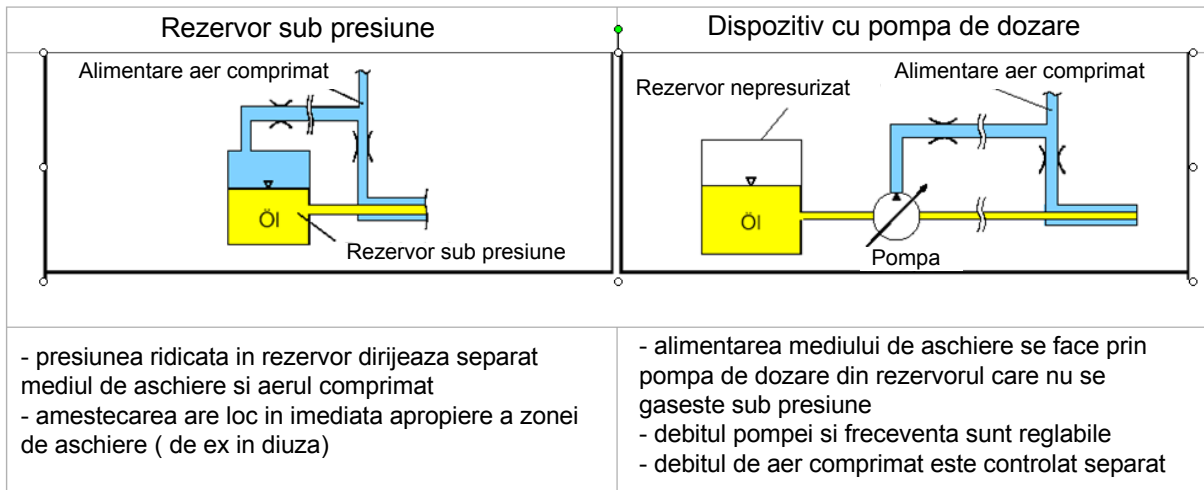 Rezervor sub presiune
Alimentare aer comprimat
Öl
Rezervor sub presiune
- presiunea ridicata in rezervor dirijeaza separat
mediul de aschiere si aerul comprimat
- amestecarea are loc in imediata apropiere a zonei
de aschiere ( de ex in diuza)
Dispozitiv cu pompa de dozare
Alimentare aer comprimat
Rezervor nepresurizat
Öl
Pompa
- alimentarea mediului de aschiere se face prin
pompa de dozare din rezervorul care nu se
gaseste sub presiune
- debitul pompei si freceventa sunt reglabile
- debitul de aer comprimat este controlat separat